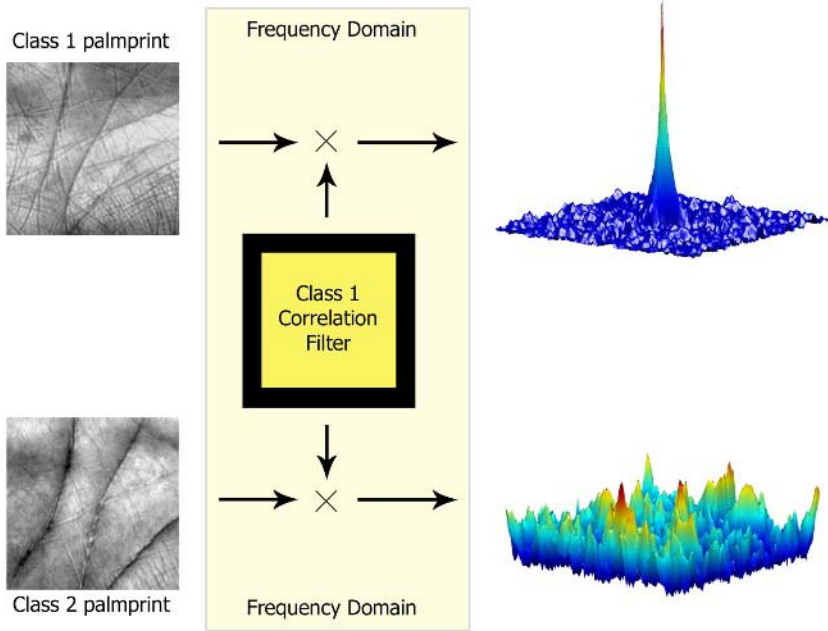 Class 1 palmprint
Frequency Domain
Class 1
Correlation
Filter
Class 2 palmprint
Frequency Domain